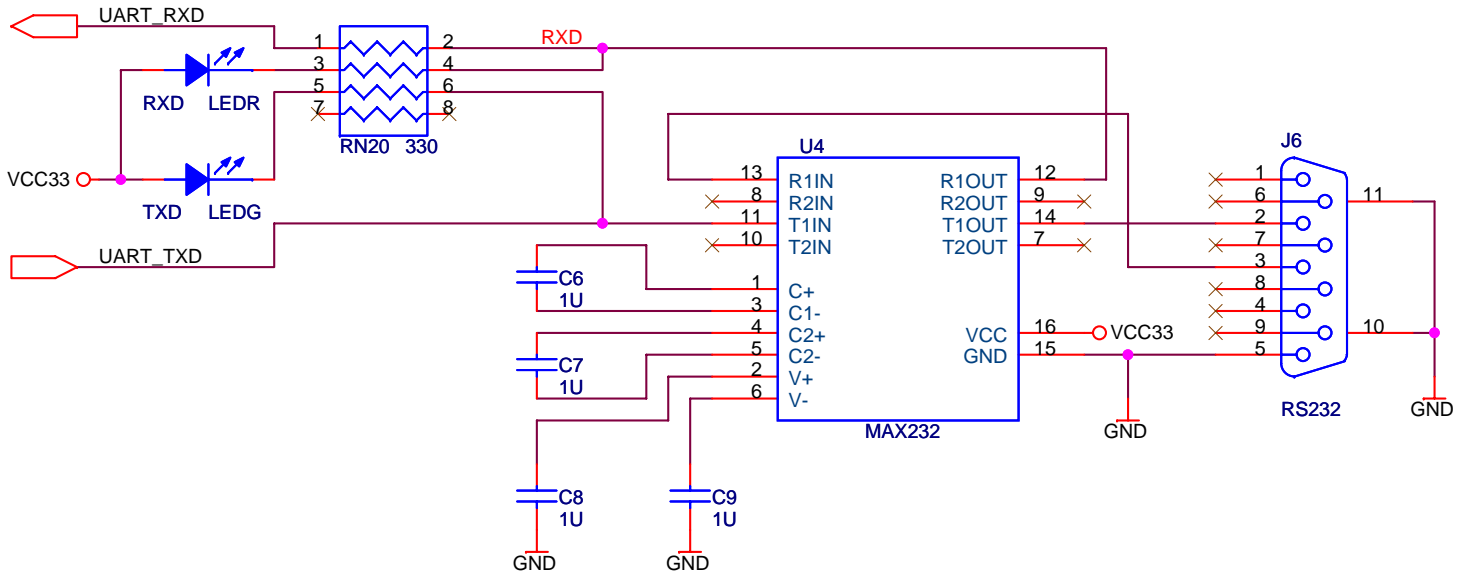 UART_RXD
1
2
RXD
3
4
5
6
7
8
RXD LEDR
RN20 330
VCC33
TXD LEDG
UART_TXD
U4
13 R1IN
8 R2IN
11 T1IN
10 T2IN
1 C+
3 C1-
4 C2+
5 C2-
2 V+
6 V-
R1OUT 12
R2OUT 9
T1OUT 14
T2OUT 7
VCC 16
VCC33
GND 15
MAX232
C6
1U
C7
1U
C8
1U
GND
C9
1U
GND
GND
J6
1
6
2
7
3
8
4
9
5
11
10
RS232
GND